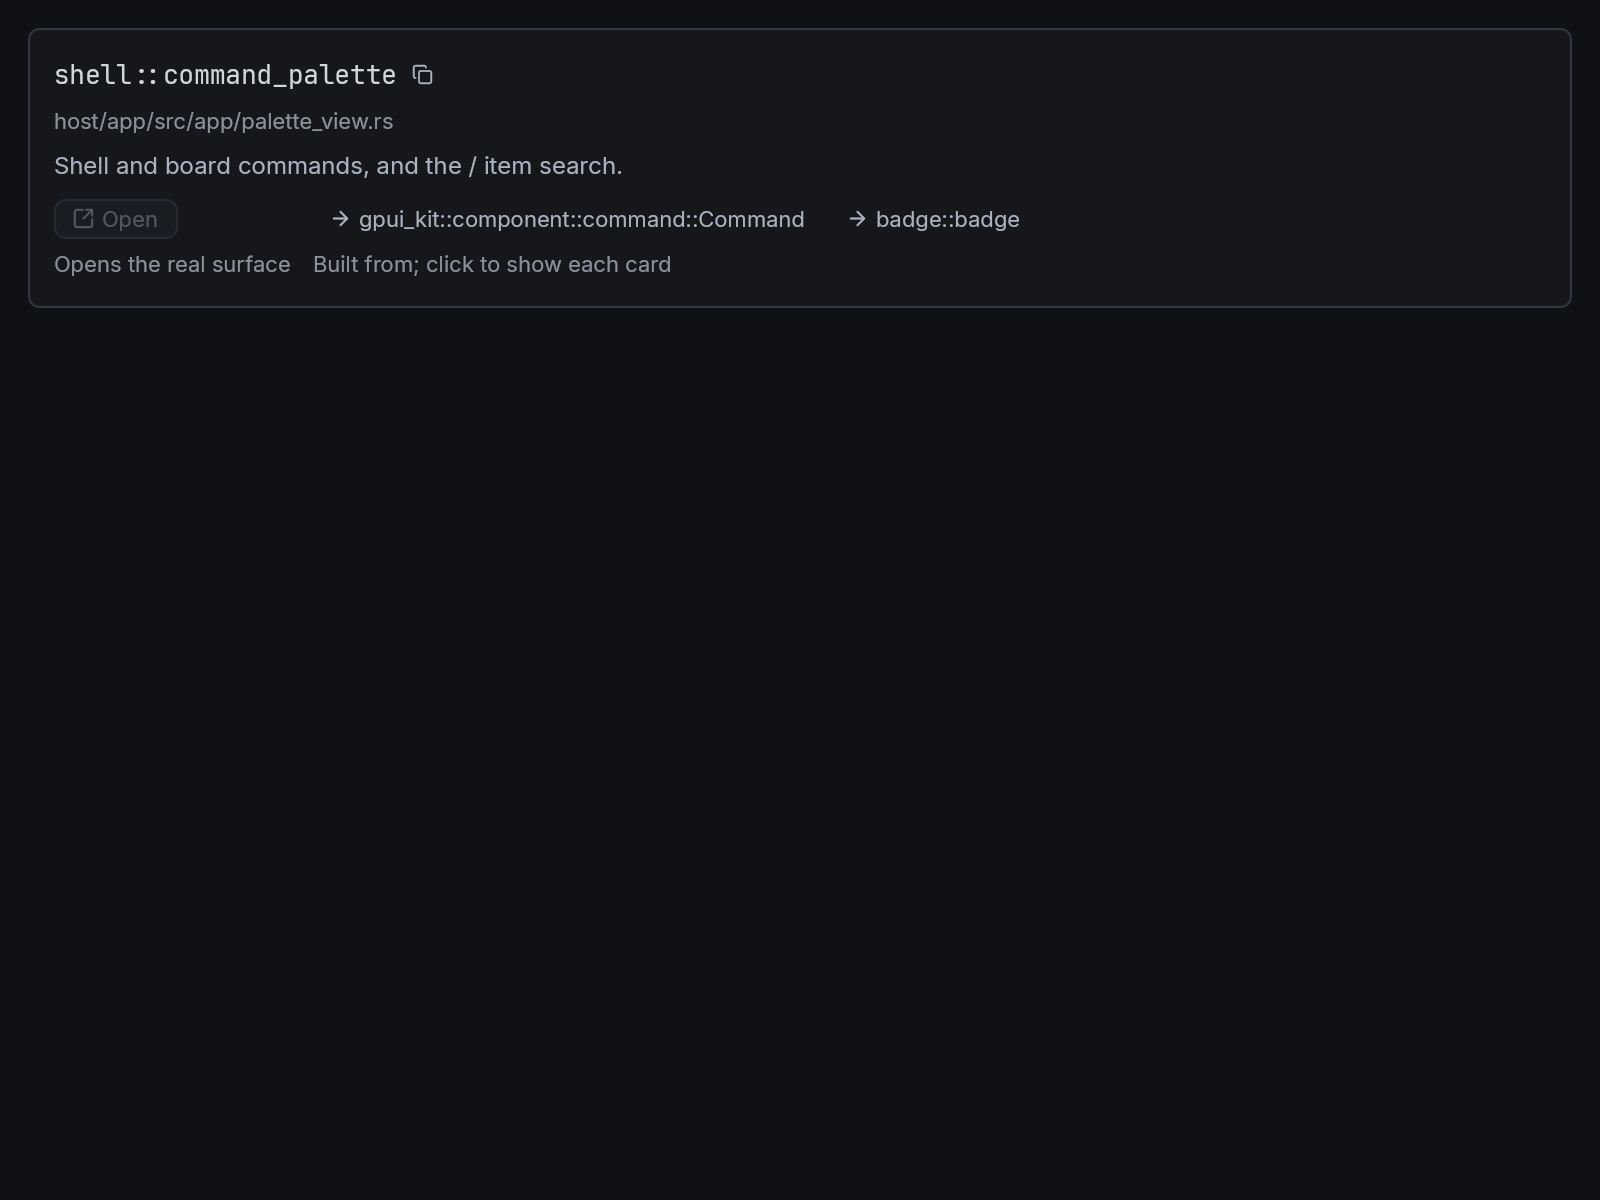 shell::command_palette
host/app/src/app/palette_view.rs
Shell and board commands, and the / item search.
Open → gpui_kit::component::command::Command → badge::badge
Opens the real surface Built from; click to show each card